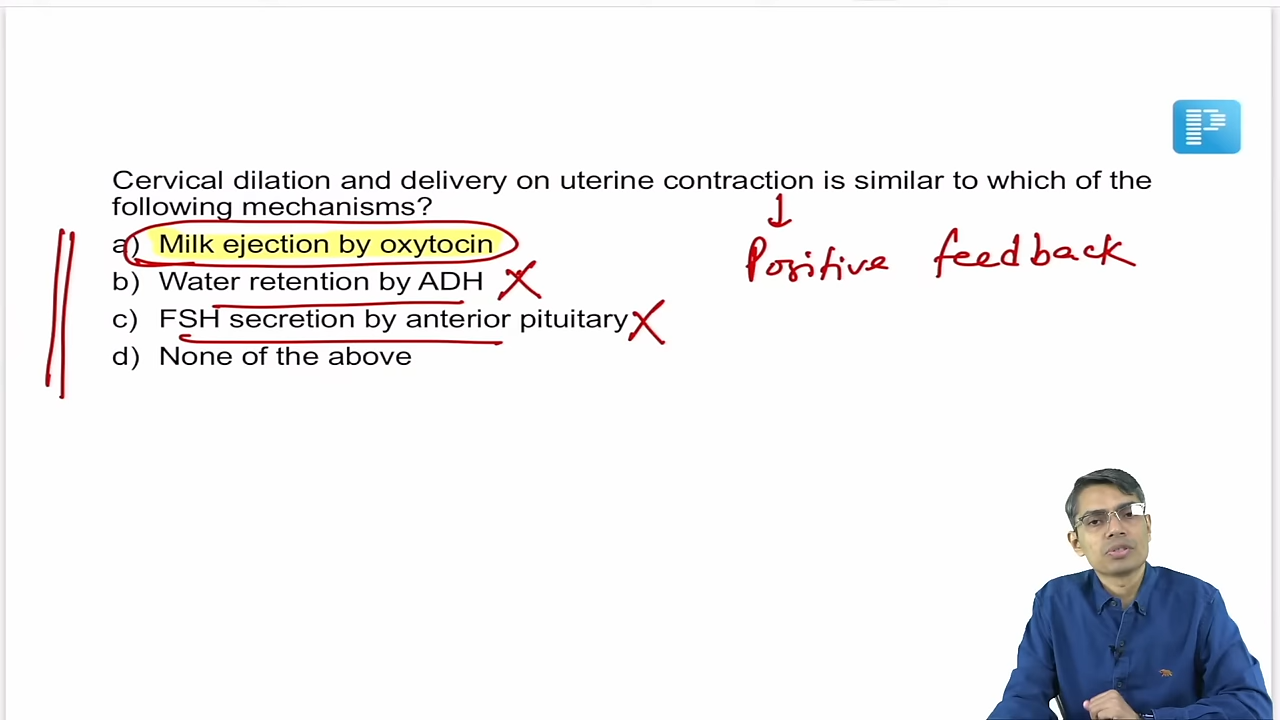 Cervical dilation and delivery on uterine contraction is similar to which of the
following mechanisms?
a) Milk ejection by oxytocin
b) Water retention by ADH
c) FSH secretion by anterior pituitary
d) None of the above
Positive feedback
P